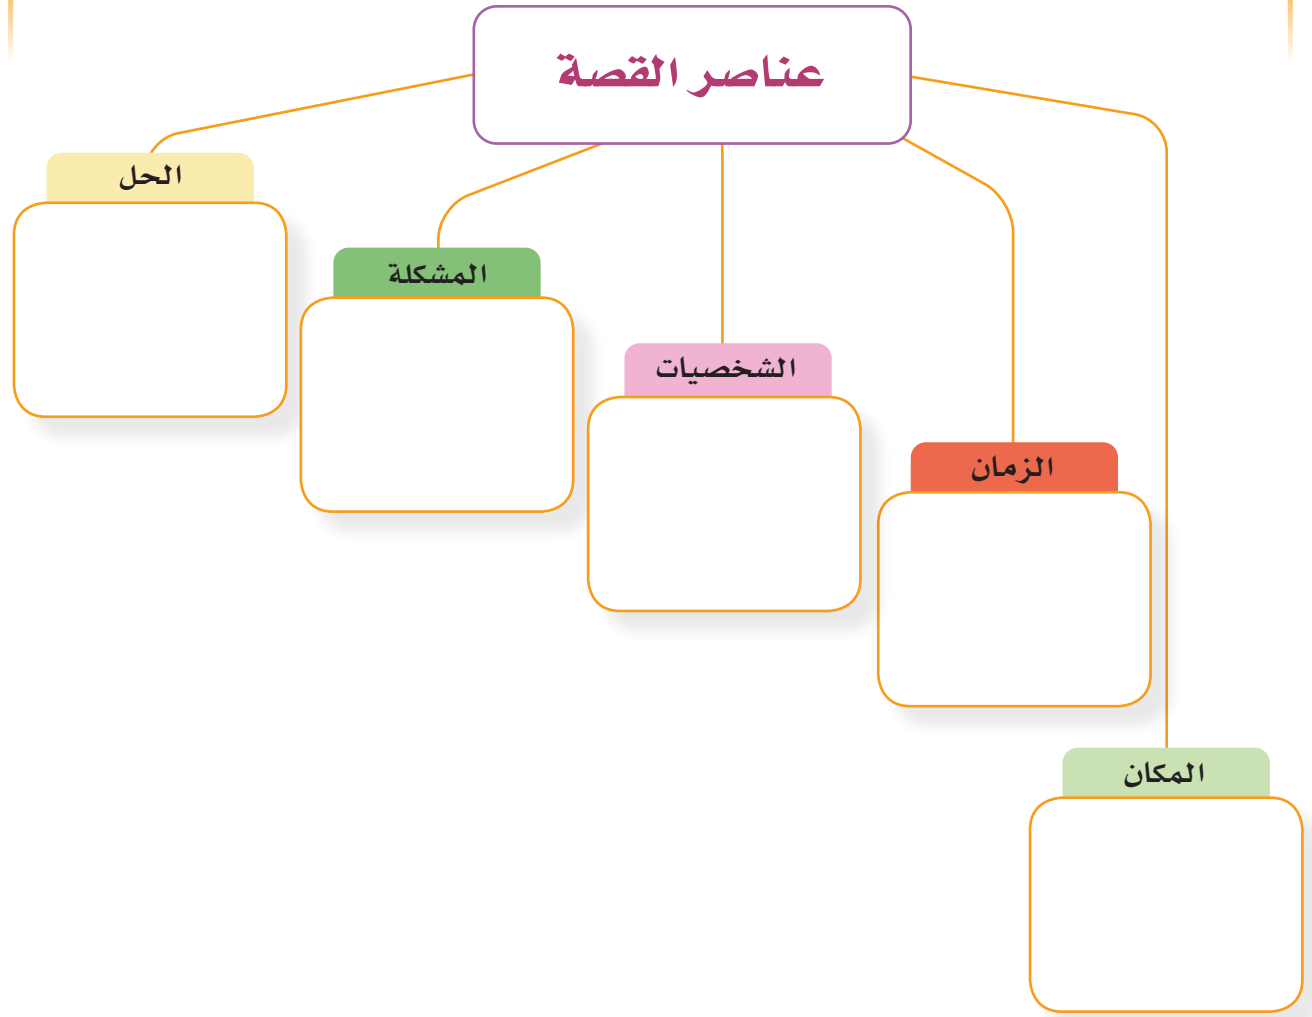 عناصر القصة
الحل
المشكلة
الشخصيات
الزمان
المكان